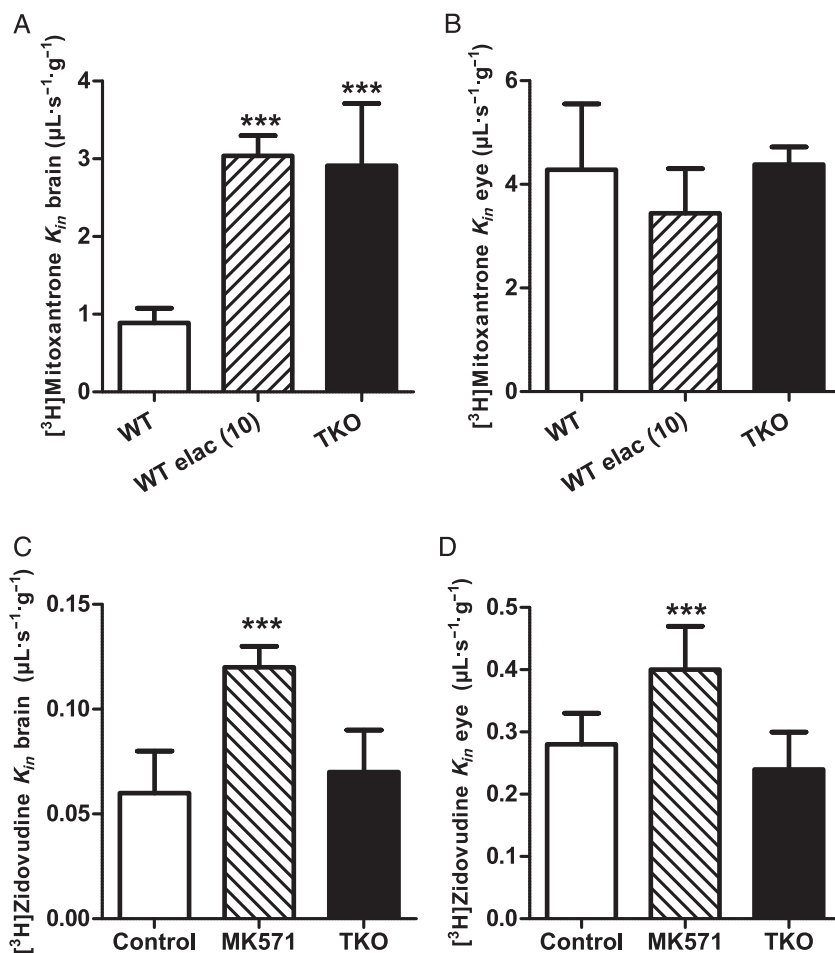 A
[³H]Mitoxantrone Kin brain (µL·s⁻¹·g⁻¹)
4
3
2
1
0
***
***
WT
WT elac (10)
TKO
B
[³H]Mitoxantrone Kin eye (µL·s⁻¹·g⁻¹)
6
4
2
0
WT
WT elac (10)
TKO
C
[³H]Zidovudine Kin brain (µL·s⁻¹·g⁻¹)
0.15
0.10
0.05
0.00
***
Control
MK571
TKO
D
[³H]Zidovudine Kin eye (µL·s⁻¹·g⁻¹)
0.5
0.4
0.3
0.2
0.1
0.0
***
Control
MK571
TKO